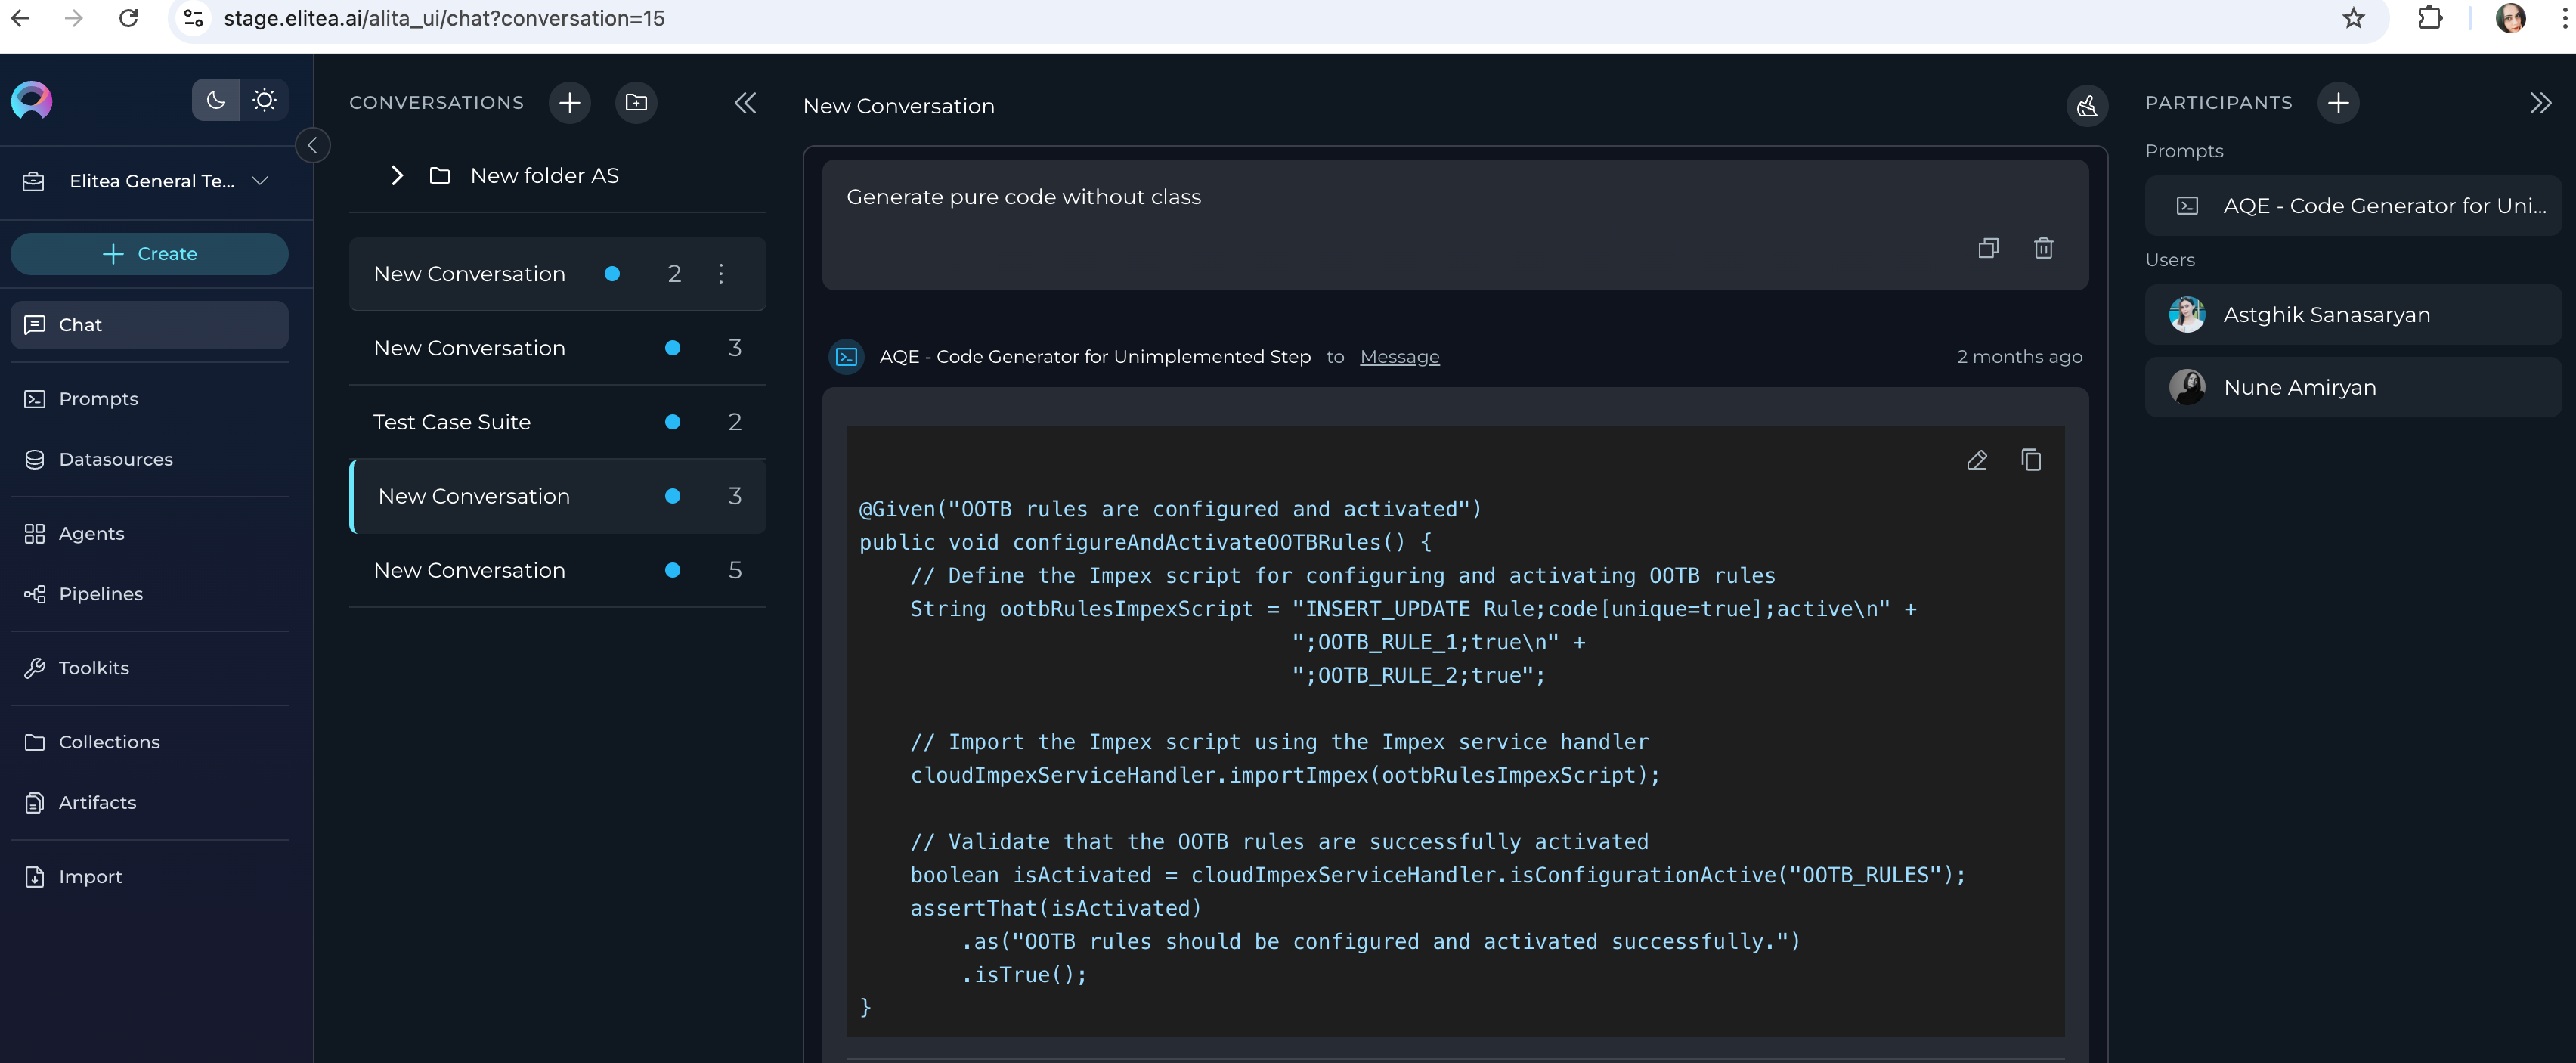 stage.elitea.ai/alita_ui/chat?conversation=15
Elitea General Te...
Create
Chat
Prompts
Datasources
Agents
Pipelines
Toolkits
Collections
Artifacts
Import
CONVERSATIONS
New folder AS
New Conversation 2
New Conversation 3
Test Case Suite 2
New Conversation 3
New Conversation 5
New Conversation
Generate pure code without class
AQE - Code Generator for Unimplemented Step to Message 2 months ago
@Given("OOTB rules are configured and activated")
public void configureAndActivateOOTBRules() {
    // Define the Impex script for configuring and activating OOTB rules
    String ootbRulesImpexScript = "INSERT_UPDATE Rule;code[unique=true];active\n" +
                                  ";OOTB_RULE_1;true\n" +
                                  ";OOTB_RULE_2;true";
    // Import the Impex script using the Impex service handler
    cloudImpexServiceHandler.importImpex(ootbRulesImpexScript);
    // Validate that the OOTB rules are successfully activated
    boolean isActivated = cloudImpexServiceHandler.isConfigurationActive("OOTB_RULES");
    assertThat(isActivated)
        .as("OOTB rules should be configured and activated successfully.")
        .isTrue();
}
PARTICIPANTS
Prompts
AQE - Code Generator for Uni...
Users
Astghik Sanasaryan
Nune Amiryan